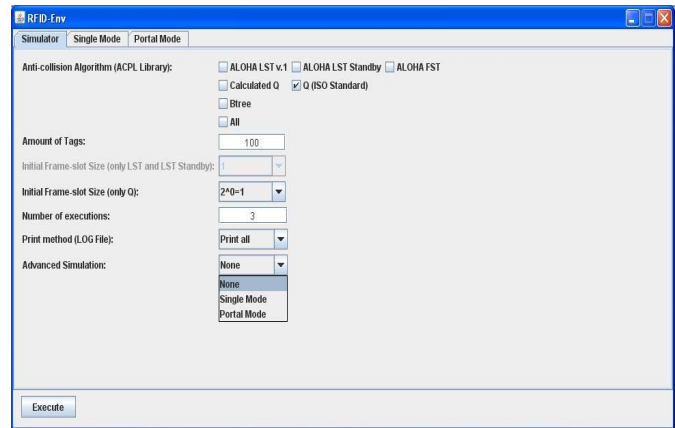 RFID-Env
Simulator Single Mode Portal Mode
Anti-collision Algorithm (ACPL Library): ALOHA LST v.1 ALOHA LST Standby ALOHA FST
Calculated Q Q (ISO Standard)
Btree
All
Amount of Tags: 100
Initial Frame-slot Size (only LST and LST Standby): 1
Initial Frame-slot Size (only Q): 2^0=1
Number of executions: 3
Print method (LOG File): Print all
Advanced Simulation: None
None
Single Mode
Portal Mode
Execute